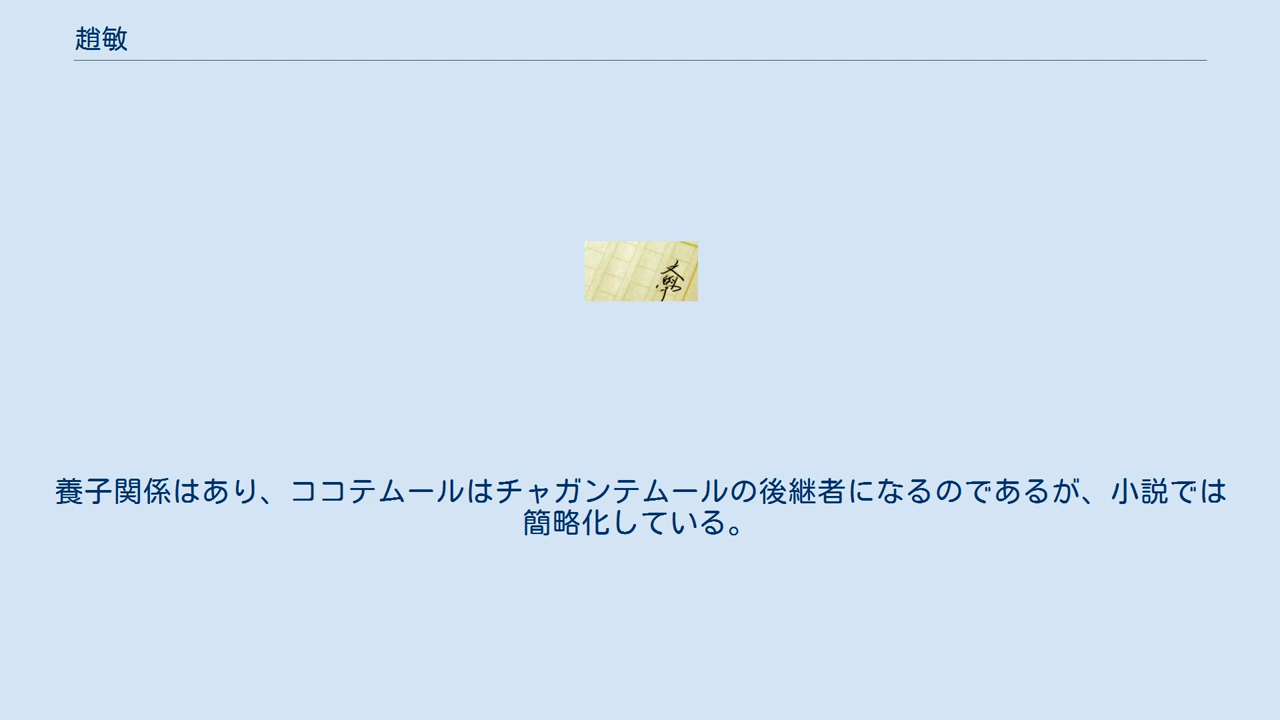 趙敏
養子関係はあり、ココテムールはチャガンテムールの後継者になるのであるが、小説では
簡略化している。